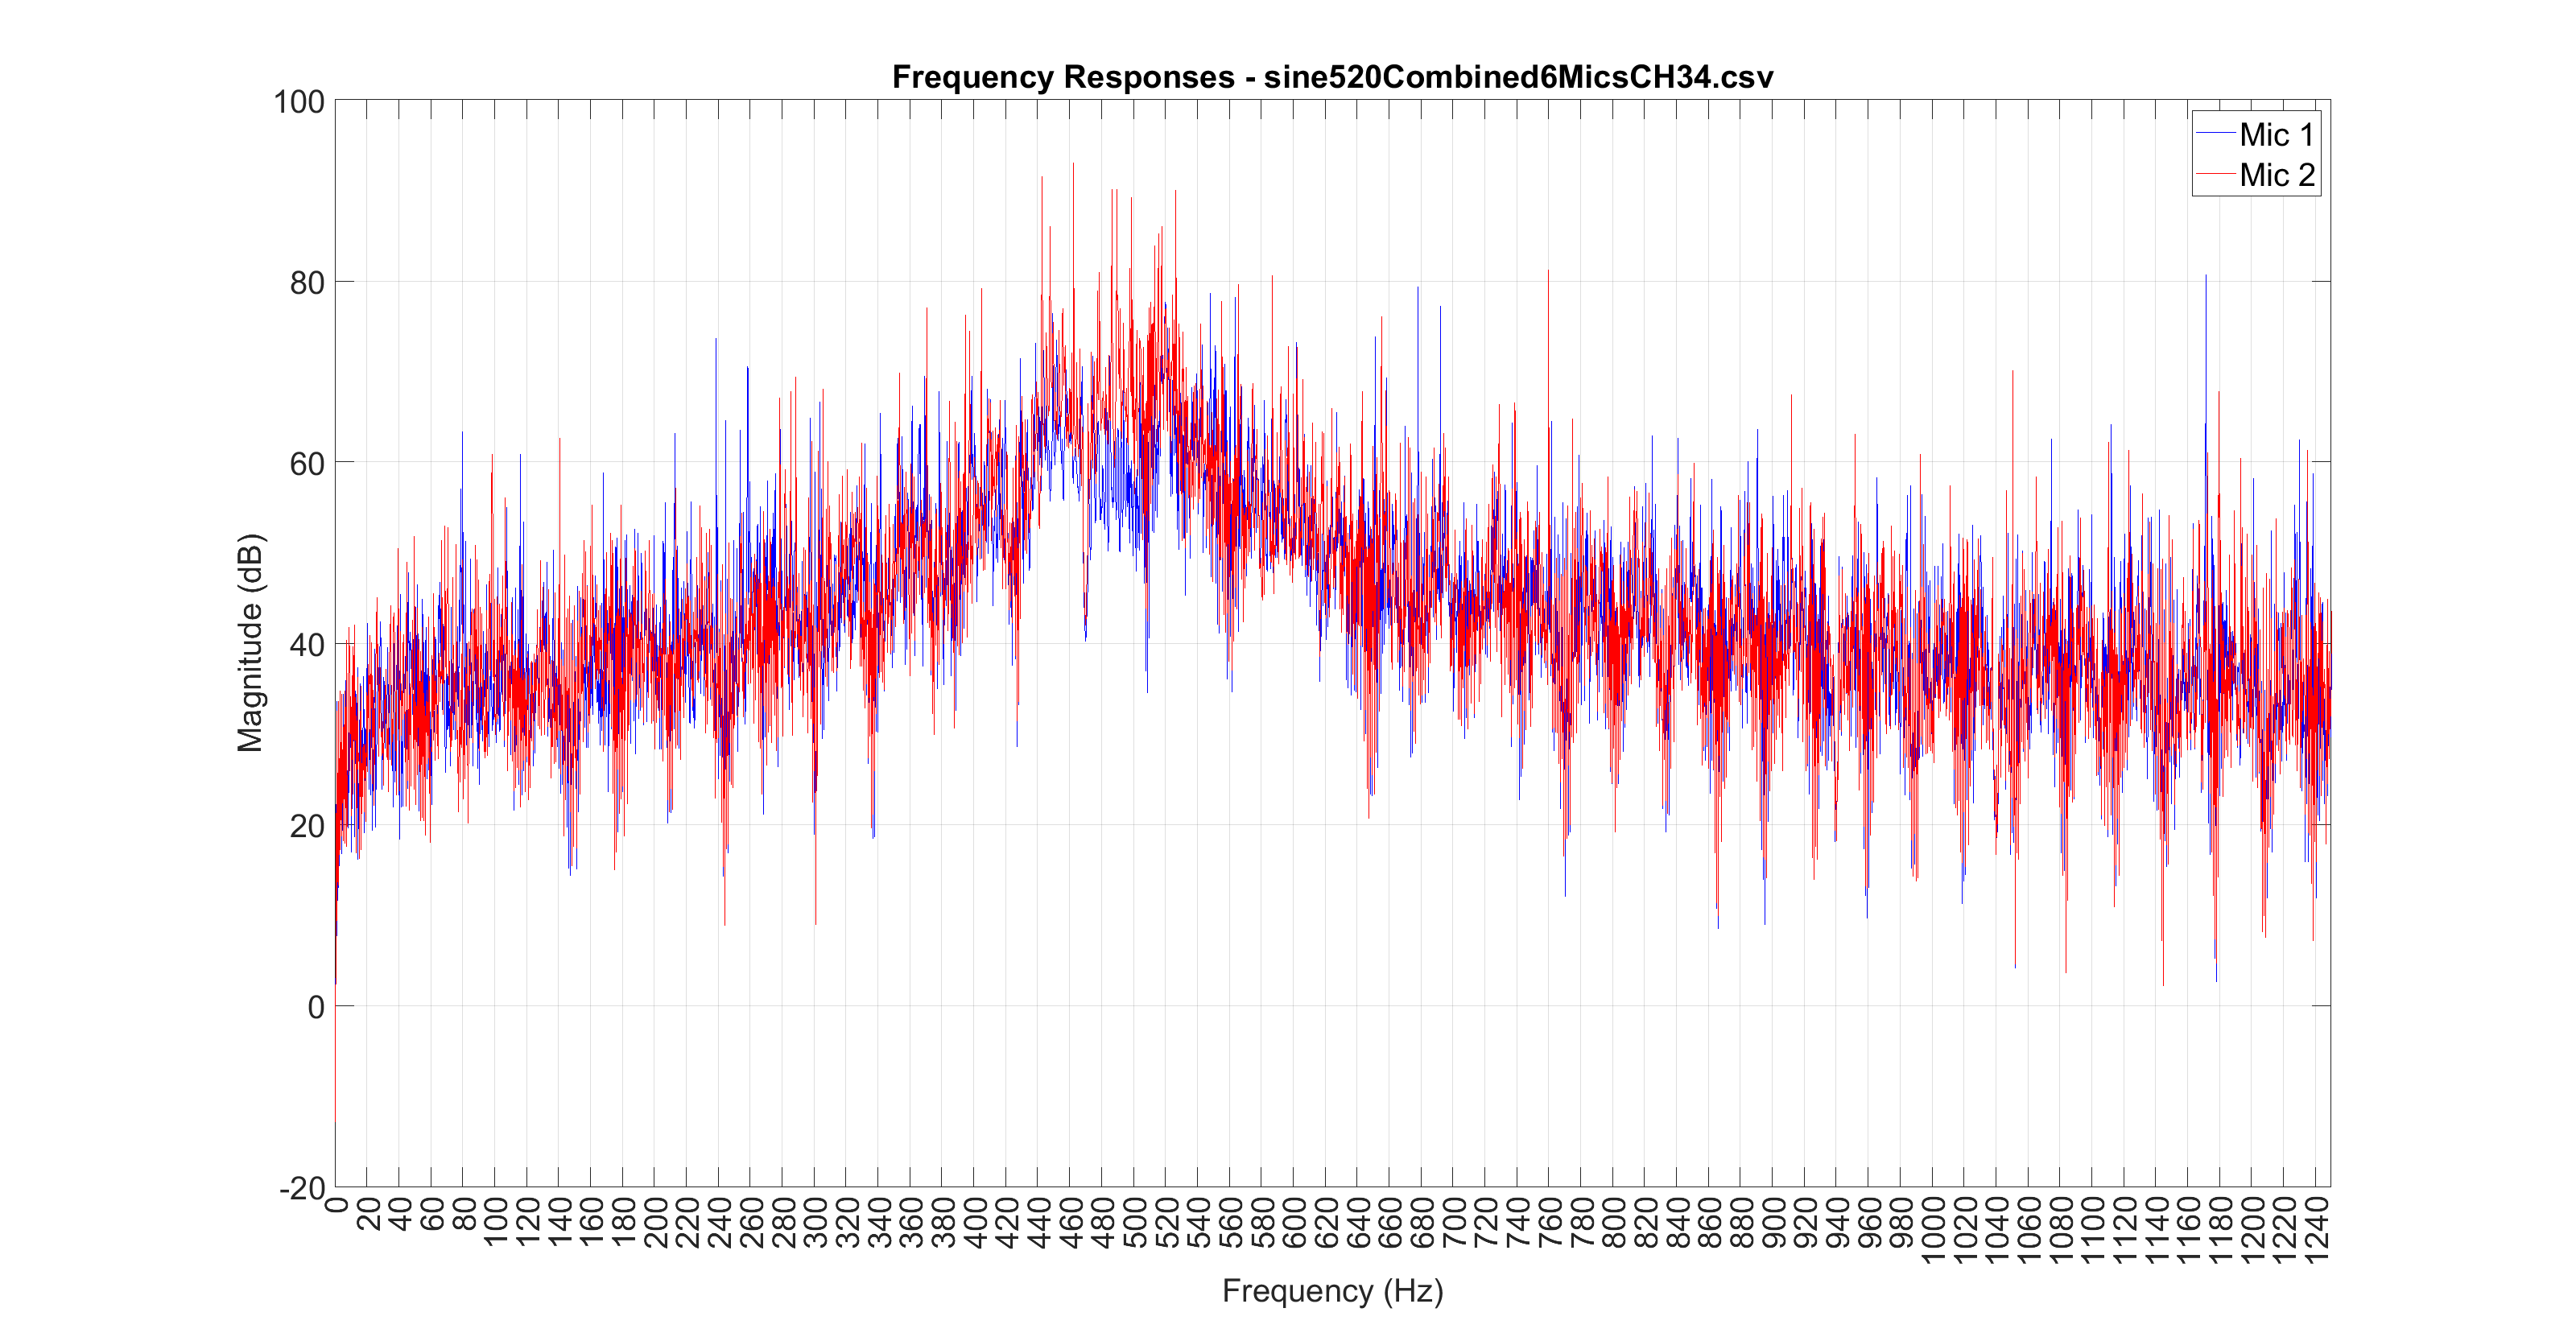 Frequency Responses - sine520Combined6MicsCH34.csv
Mic 1
Mic 2
Magnitude (dB)
100
80
60
40
20
0
-20
0 20 40 60 80 100 120 140 160 180 200 220 240 260 280 300 320 340 360 380 400 420 440 460 480 500 520 540 560 580 600 620 640 660 680 700 720 740 760 780 800 820 840 860 880 900 920 940 960 980 1000 1020 1040 1060 1080 1100 1120 1140 1160 1180 1200 1220 1240
Frequency (Hz)